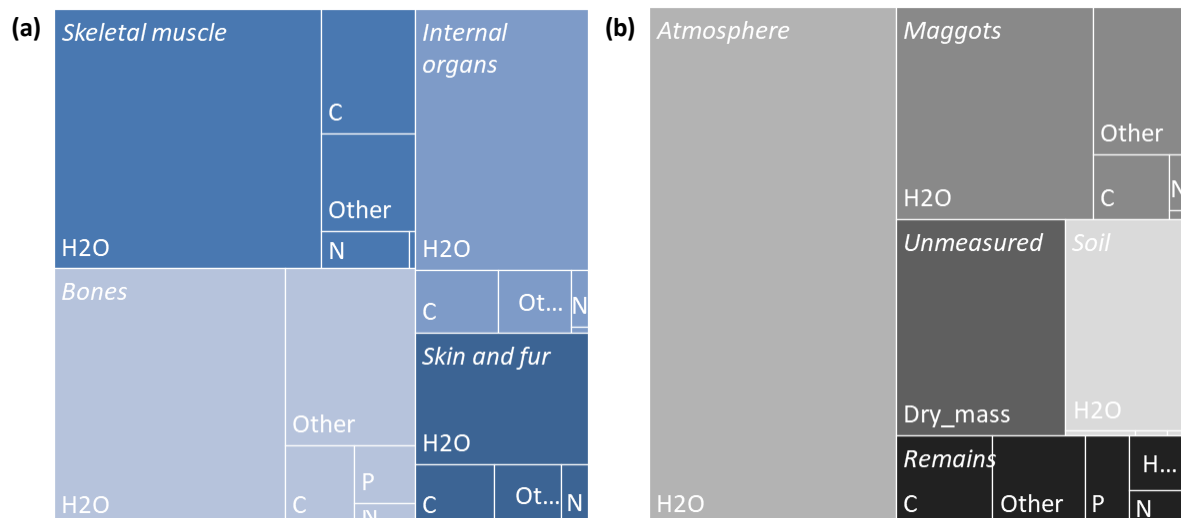 (a)
Skeletal muscle
C
Other
N
H2O
Internal
organs
H2O
C
Ot...
N
Bones
Other
C
P
N
H2O
Skin and fur
H2O
C
Ot...
N
(b)
Atmosphere
H2O
Maggots
H2O
Other
C
N
Unmeasured
Dry_mass
Soil
H2O
Remains
C
Other
P
H...
N